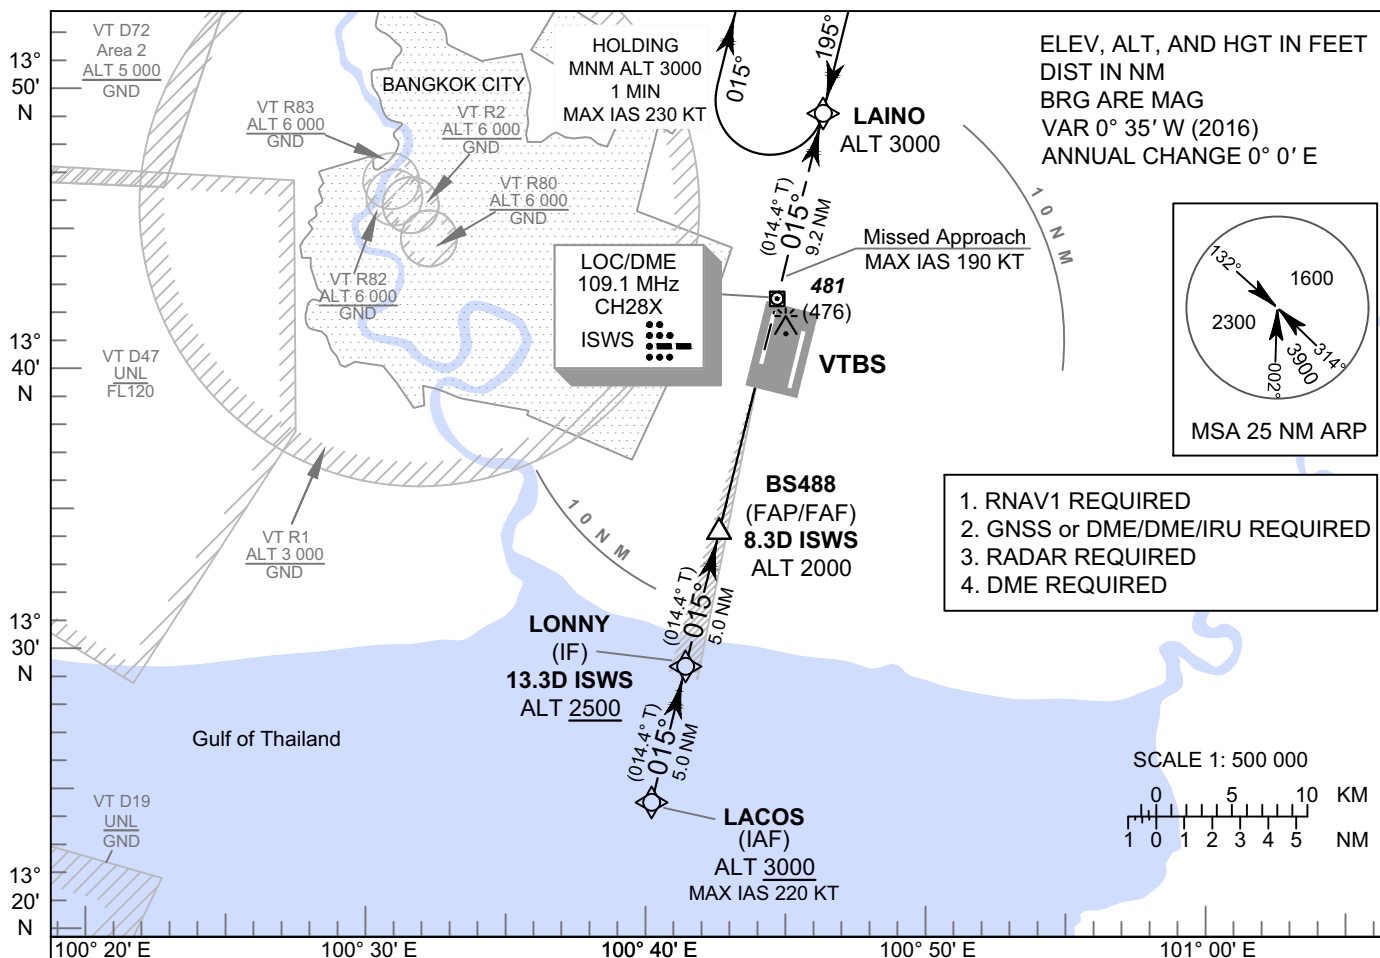 VT D72
Area 2
ALT 5 000
GND
13°
50'
N
BANGKOK CITY
VT R83
ALT 6 000
GND
VT R2
ALT 6 000
GND
VT R80
ALT 6 000
GND
VT R82
ALT 6 000
GND
HOLDING
MNM ALT 3000
1 MIN
MAX IAS 230 KT
015°
195°
LAINO
ALT 3000
ELEV, ALT, AND HGT IN FEET
DIST IN NM
BRG ARE MAG
VAR 0° 35′ W (2016)
ANNUAL CHANGE 0° 0′ E
10 NM
(014.4° T)
015°
9.2 NM
Missed Approach
MAX IAS 190 KT
LOC/DME
109.1 MHz
CH28X
ISWS
481
(476)
VTBS
132°
1600
2300
3900
314°
002°
MSA 25 NM ARP
13°
40'
N
VT D47
UNL
FL120
VT R1
ALT 3 000
GND
10 NM
BS488
(FAP/FAF)
8.3D ISWS
ALT 2000
1. RNAV1 REQUIRED
2. GNSS or DME/DME/IRU REQUIRED
3. RADAR REQUIRED
4. DME REQUIRED
(014.4° T)
015°
5.0 NM
13°
30'
N
LONNY
(IF)
13.3D ISWS
ALT 2500
(014.4° T)
015°
5.0 NM
Gulf of Thailand
LACOS
(IAF)
ALT 3000
MAX IAS 220 KT
SCALE 1: 500 000
0 5 10 KM
1 0 1 2 3 4 5 NM
VT D19
UNL
GND
13°
20'
N
100° 20' E
100° 30' E
100° 40' E
100° 50' E
101° 00' E